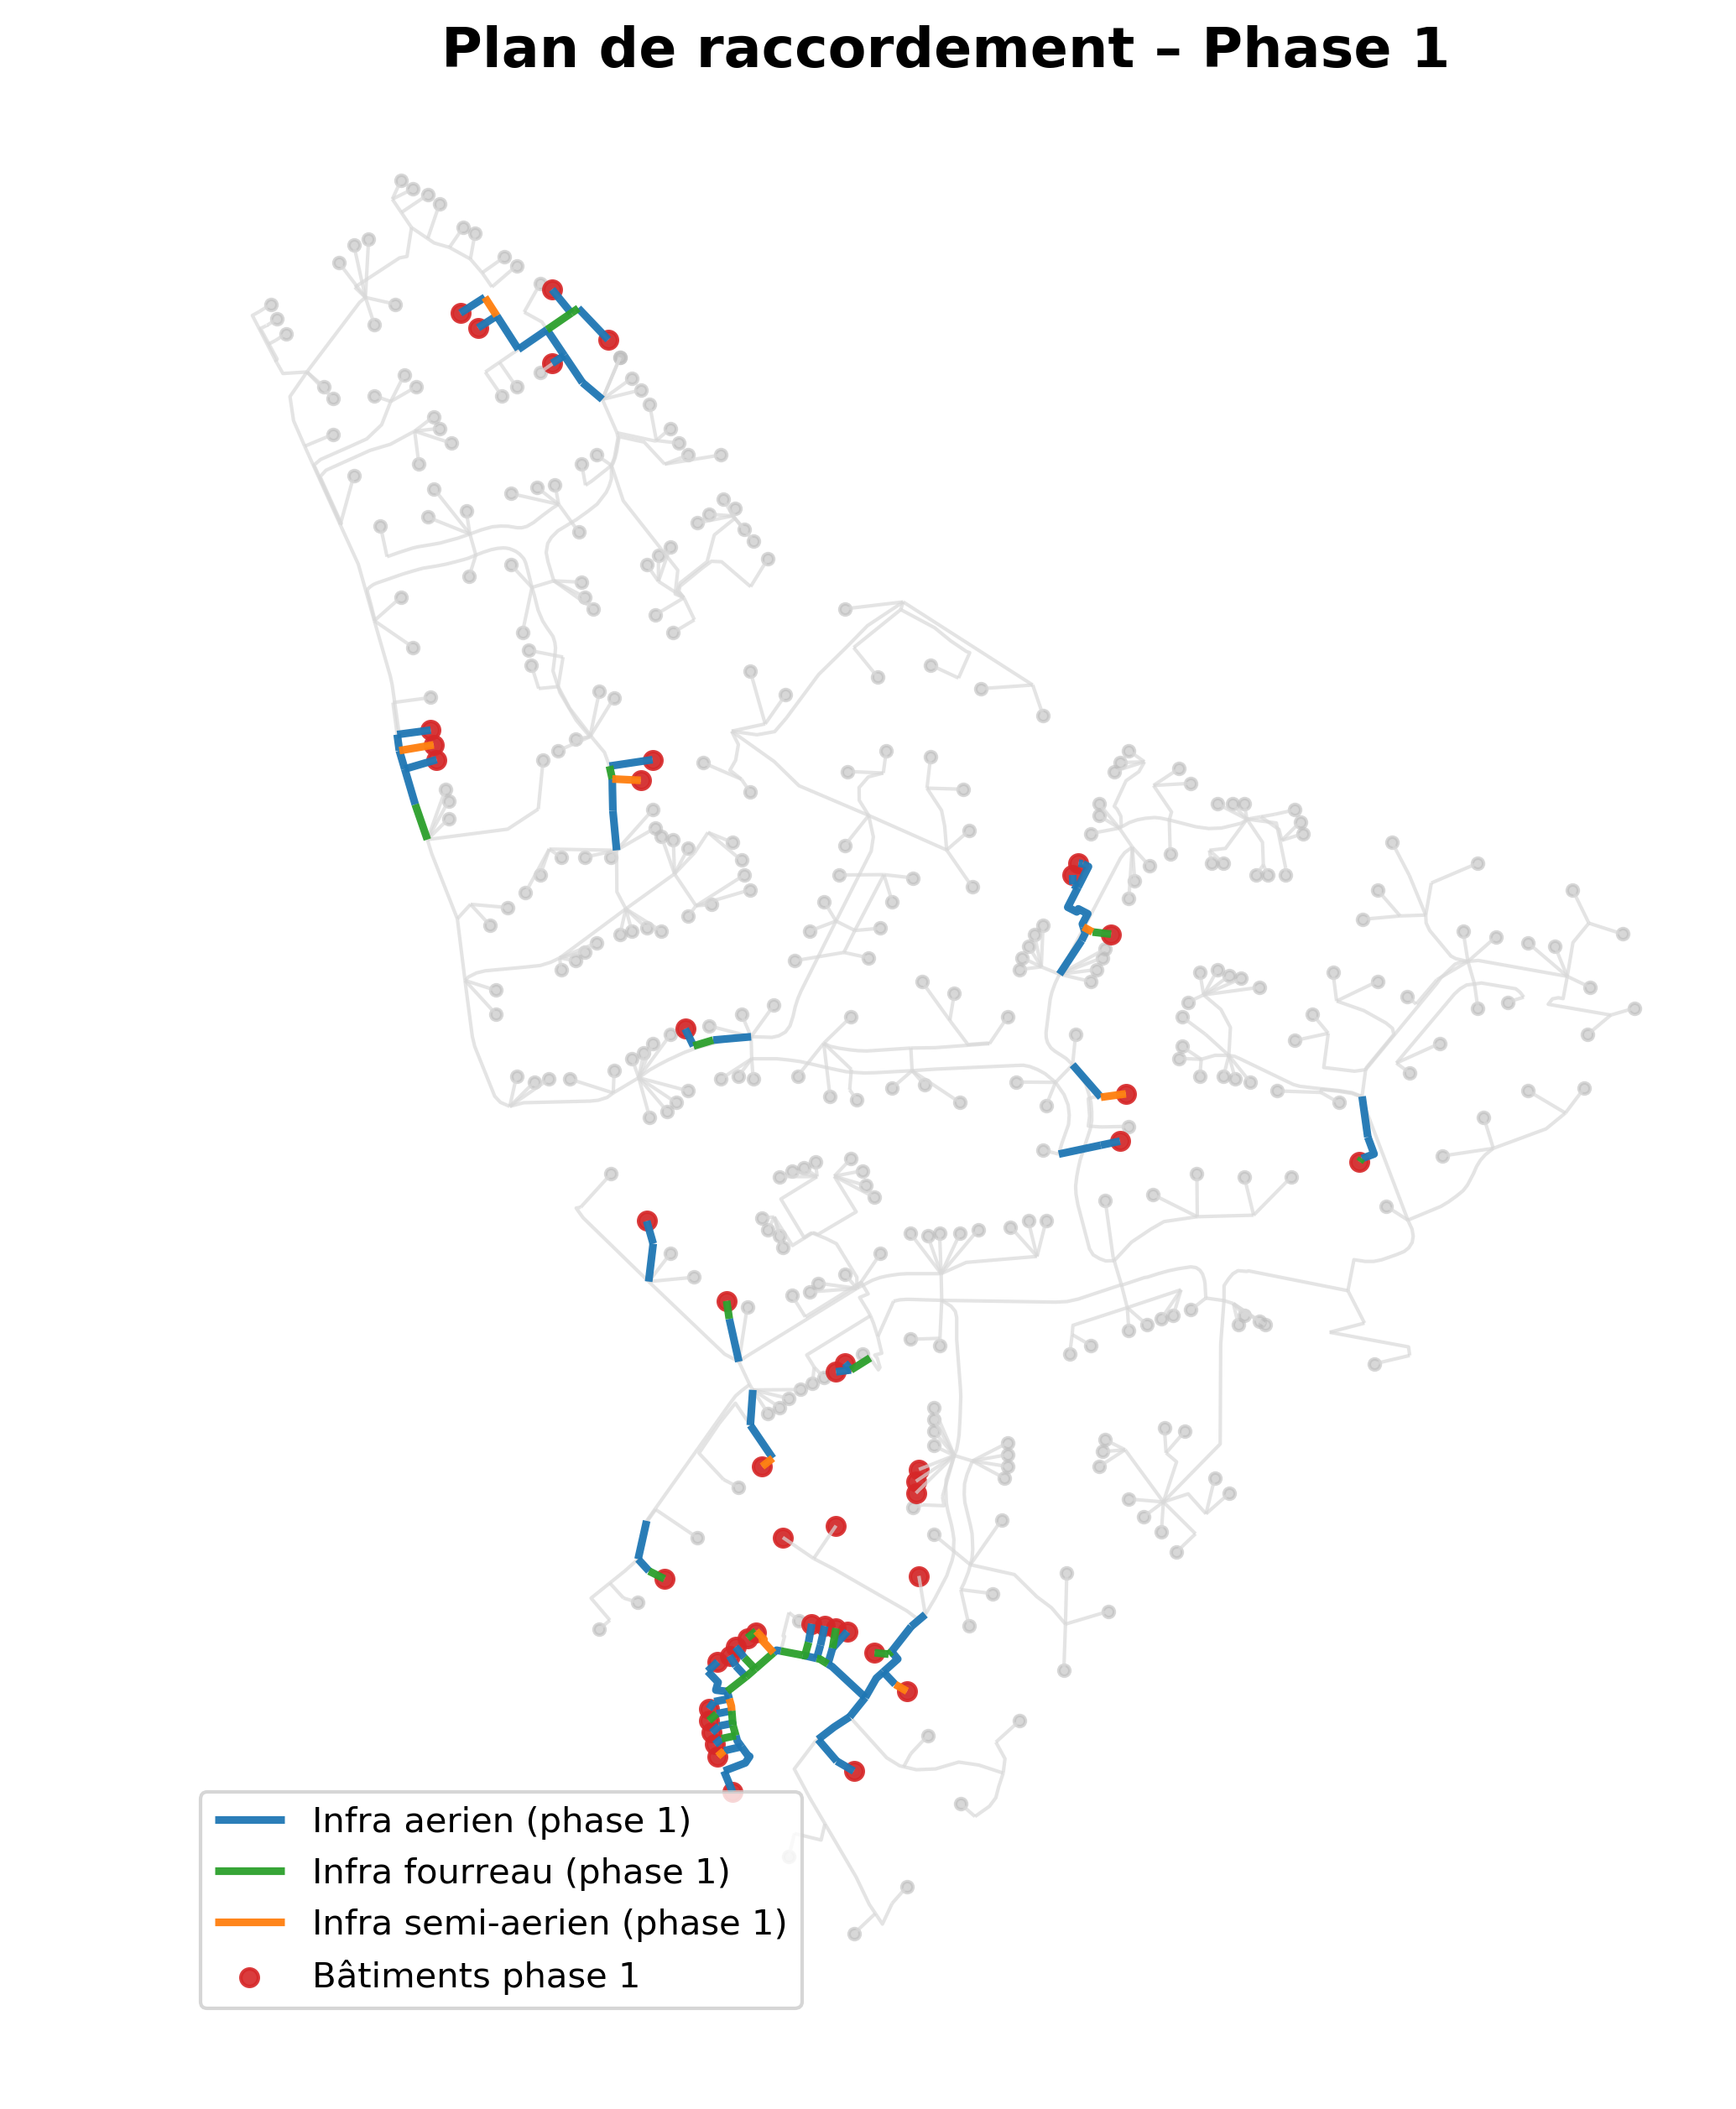 Plan de raccordement – Phase 1
Infra aerien (phase 1)
Infra fourreau (phase 1)
Infra semi-aerien (phase 1)
Bâtiments phase 1